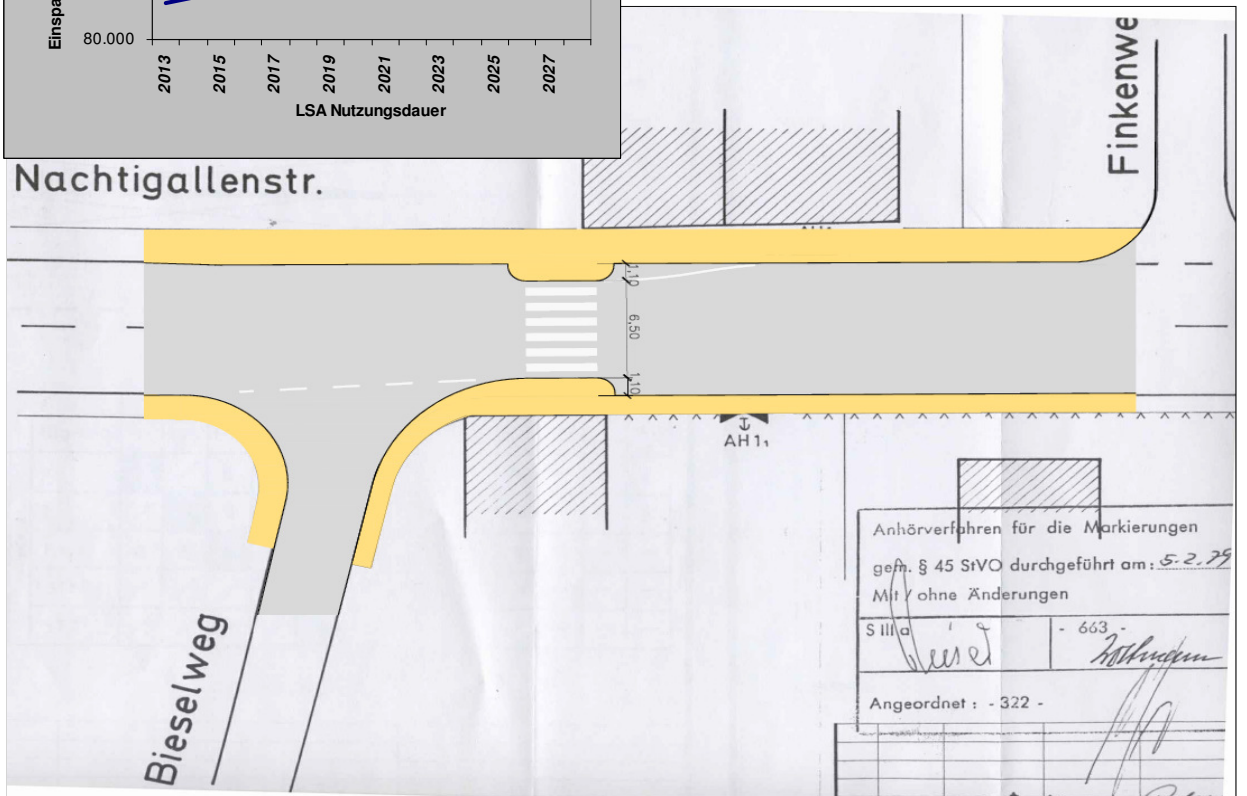 Einspa
80.000
2013
2015
2017
2019
2021
2023
2025
2027
LSA Nutzungsdauer
Nachtigallenstr.
Finkenwe
1,10
6,50
1,10
AH1₁
Anhörverfahren für die Markierungen
gem. § 45 StVO durchgeführt am: 5.2.79
Mit / ohne Änderungen
S III a
- 663 -
Angeordnet : - 322 -
Bieselweg